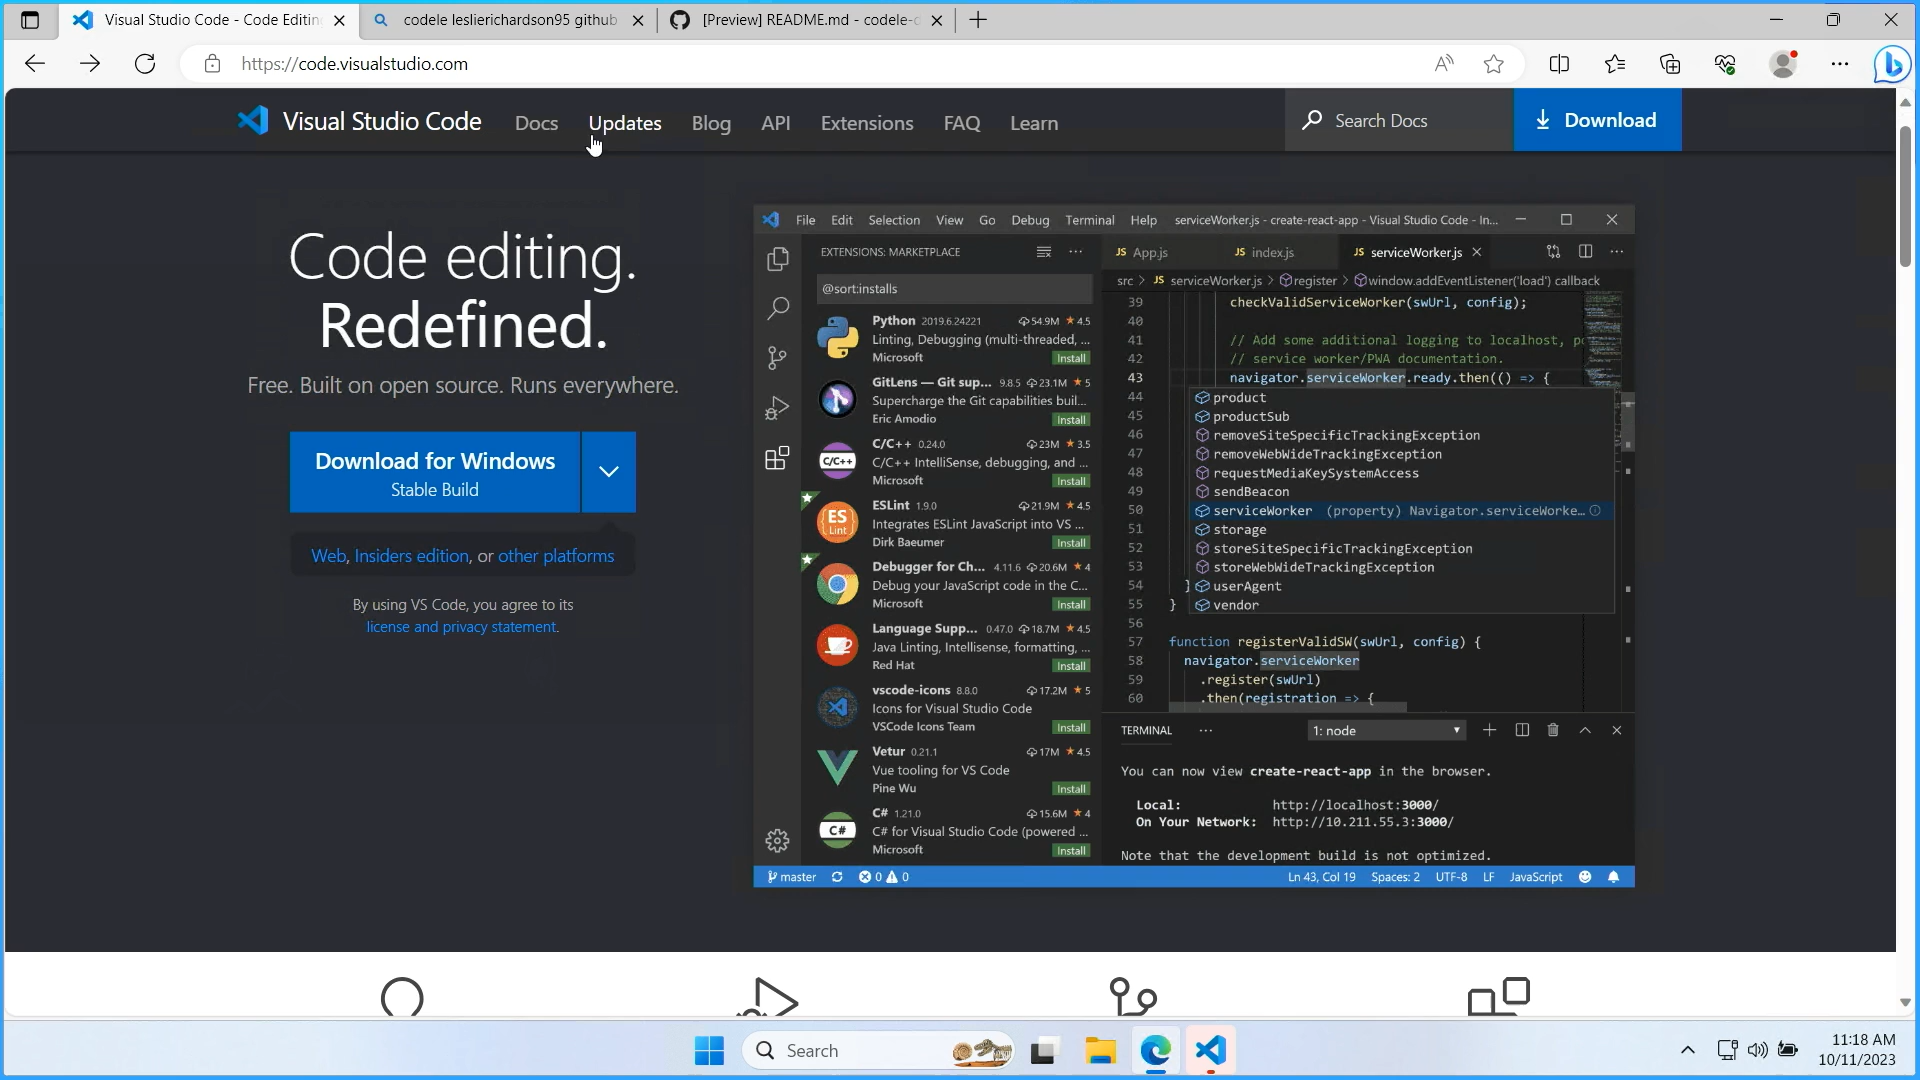 Visual Studio Code - Code Editin
codele leslierichardson95 github
[Preview] README.md - codele-c
https://code.visualstudio.com
Visual Studio Code
Docs
Updates
Blog
API
Extensions
FAQ
Learn
Search Docs
Download
Code editing.
Redefined.
Free. Built on open source. Runs everywhere.
Download for Windows
Stable Build
Web, Insiders edition, or other platforms
By using VS Code, you agree to its
license and privacy statement.
File Edit Selection View Go Debug Terminal Help serviceWorker.js - create-react-app - Visual Studio Code - In...
EXTENSIONS: MARKETPLACE
@sort:installs
Python 2019.6.24221 54.9M 4.5
Linting, Debugging (multi-threaded, ...
Microsoft Install
GitLens — Git sup... 9.8.5 23.1M 5
Supercharge the Git capabilities buil...
Eric Amodio Install
C/C++
C/C++ 0.24.0 23M 3.5
C/C++ IntelliSense, debugging, and ...
Microsoft Install
ES
Lint
ESLint 1.9.0 21.9M 4.5
Integrates ESLint JavaScript into VS ...
Dirk Baeumer Install
Debugger for Ch... 4.11.6 20.6M 4
Debug your JavaScript code in the C...
Microsoft Install
Language Supp... 0.47.0 18.7M 4.5
Java Linting, Intellisense, formatting, ...
Red Hat Install
vscode-icons 8.8.0 17.2M 5
Icons for Visual Studio Code
VSCode Icons Team Install
Vetur 0.21.1 17M 4.5
Vue tooling for VS Code
Pine Wu Install
C#
C# 1.21.0 15.6M 4
C# for Visual Studio Code (powered ...
Microsoft Install
JS App.js
JS index.js
JS serviceWorker.js
src > JS serviceWorker.js > register > window.addEventListener('load') callback
39 checkValidServiceWorker(swUrl, config);
40
41 // Add some additional logging to localhost, po
42 // service worker/PWA documentation.
43 navigator.serviceWorker.ready.then(() => {
44 product
45 productSub
46 removeSiteSpecificTrackingException
47 removeWebWideTrackingException
48 requestMediaKeySystemAccess
49 sendBeacon
50 serviceWorker (property) Navigator.serviceWorke...
51 storage
52 storeSiteSpecificTrackingException
53 storeWebWideTrackingException
54 } userAgent
55 } vendor
56
57 function registerValidSW(swUrl, config) {
58 navigator.serviceWorker
59 .register(swUrl)
60 .then(registration => {
TERMINAL ... 1: node
You can now view create-react-app in the browser.
Local: http://localhost:3000/
On Your Network: http://10.211.55.3:3000/
Note that the development build is not optimized.
master 0 0 Ln 43, Col 19 Spaces: 2 UTF-8 LF JavaScript
Search
11:18 AM
10/11/2023